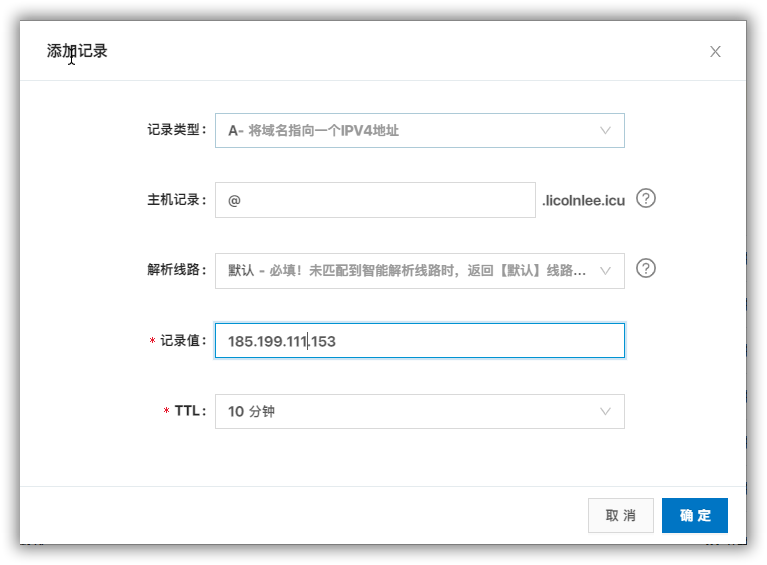 添加记录
记录类型: A- 将域名指向一个IPV4地址
主机记录: @ .licolnlee.icu ?
解析线路: 默认 - 必填！未匹配到智能解析线路时，返回【默认】线路... ?
* 记录值: 185.199.111.153
* TTL: 10 分钟
取 消 确 定